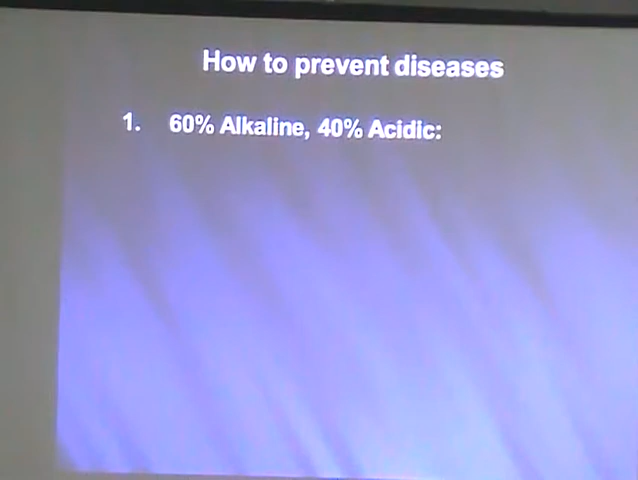 How to prevent diseases
1. 60% Alkaline, 40% Acidic: